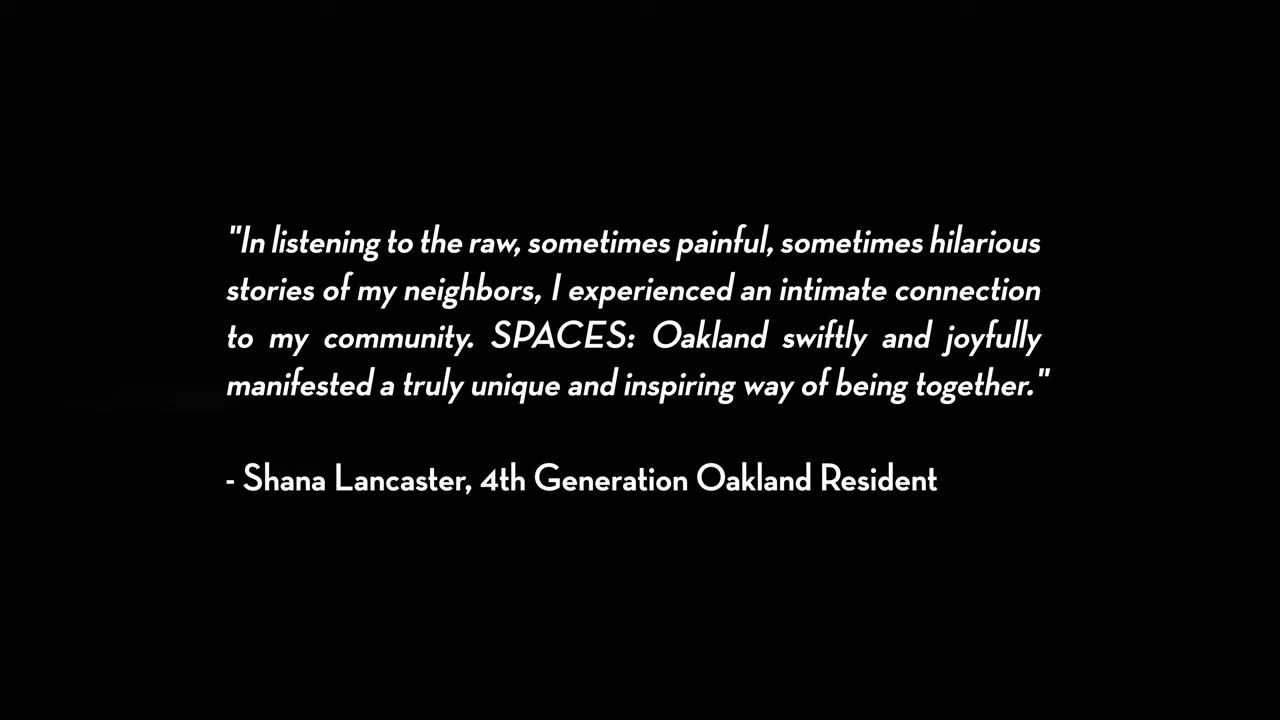 "In listening to the raw, sometimes painful, sometimes hilarious
stories of my neighbors, I experienced an intimate connection
to my community. SPACES: Oakland swiftly and joyfully
manifested a truly unique and inspiring way of being together."
- Shana Lancaster, 4th Generation Oakland Resident